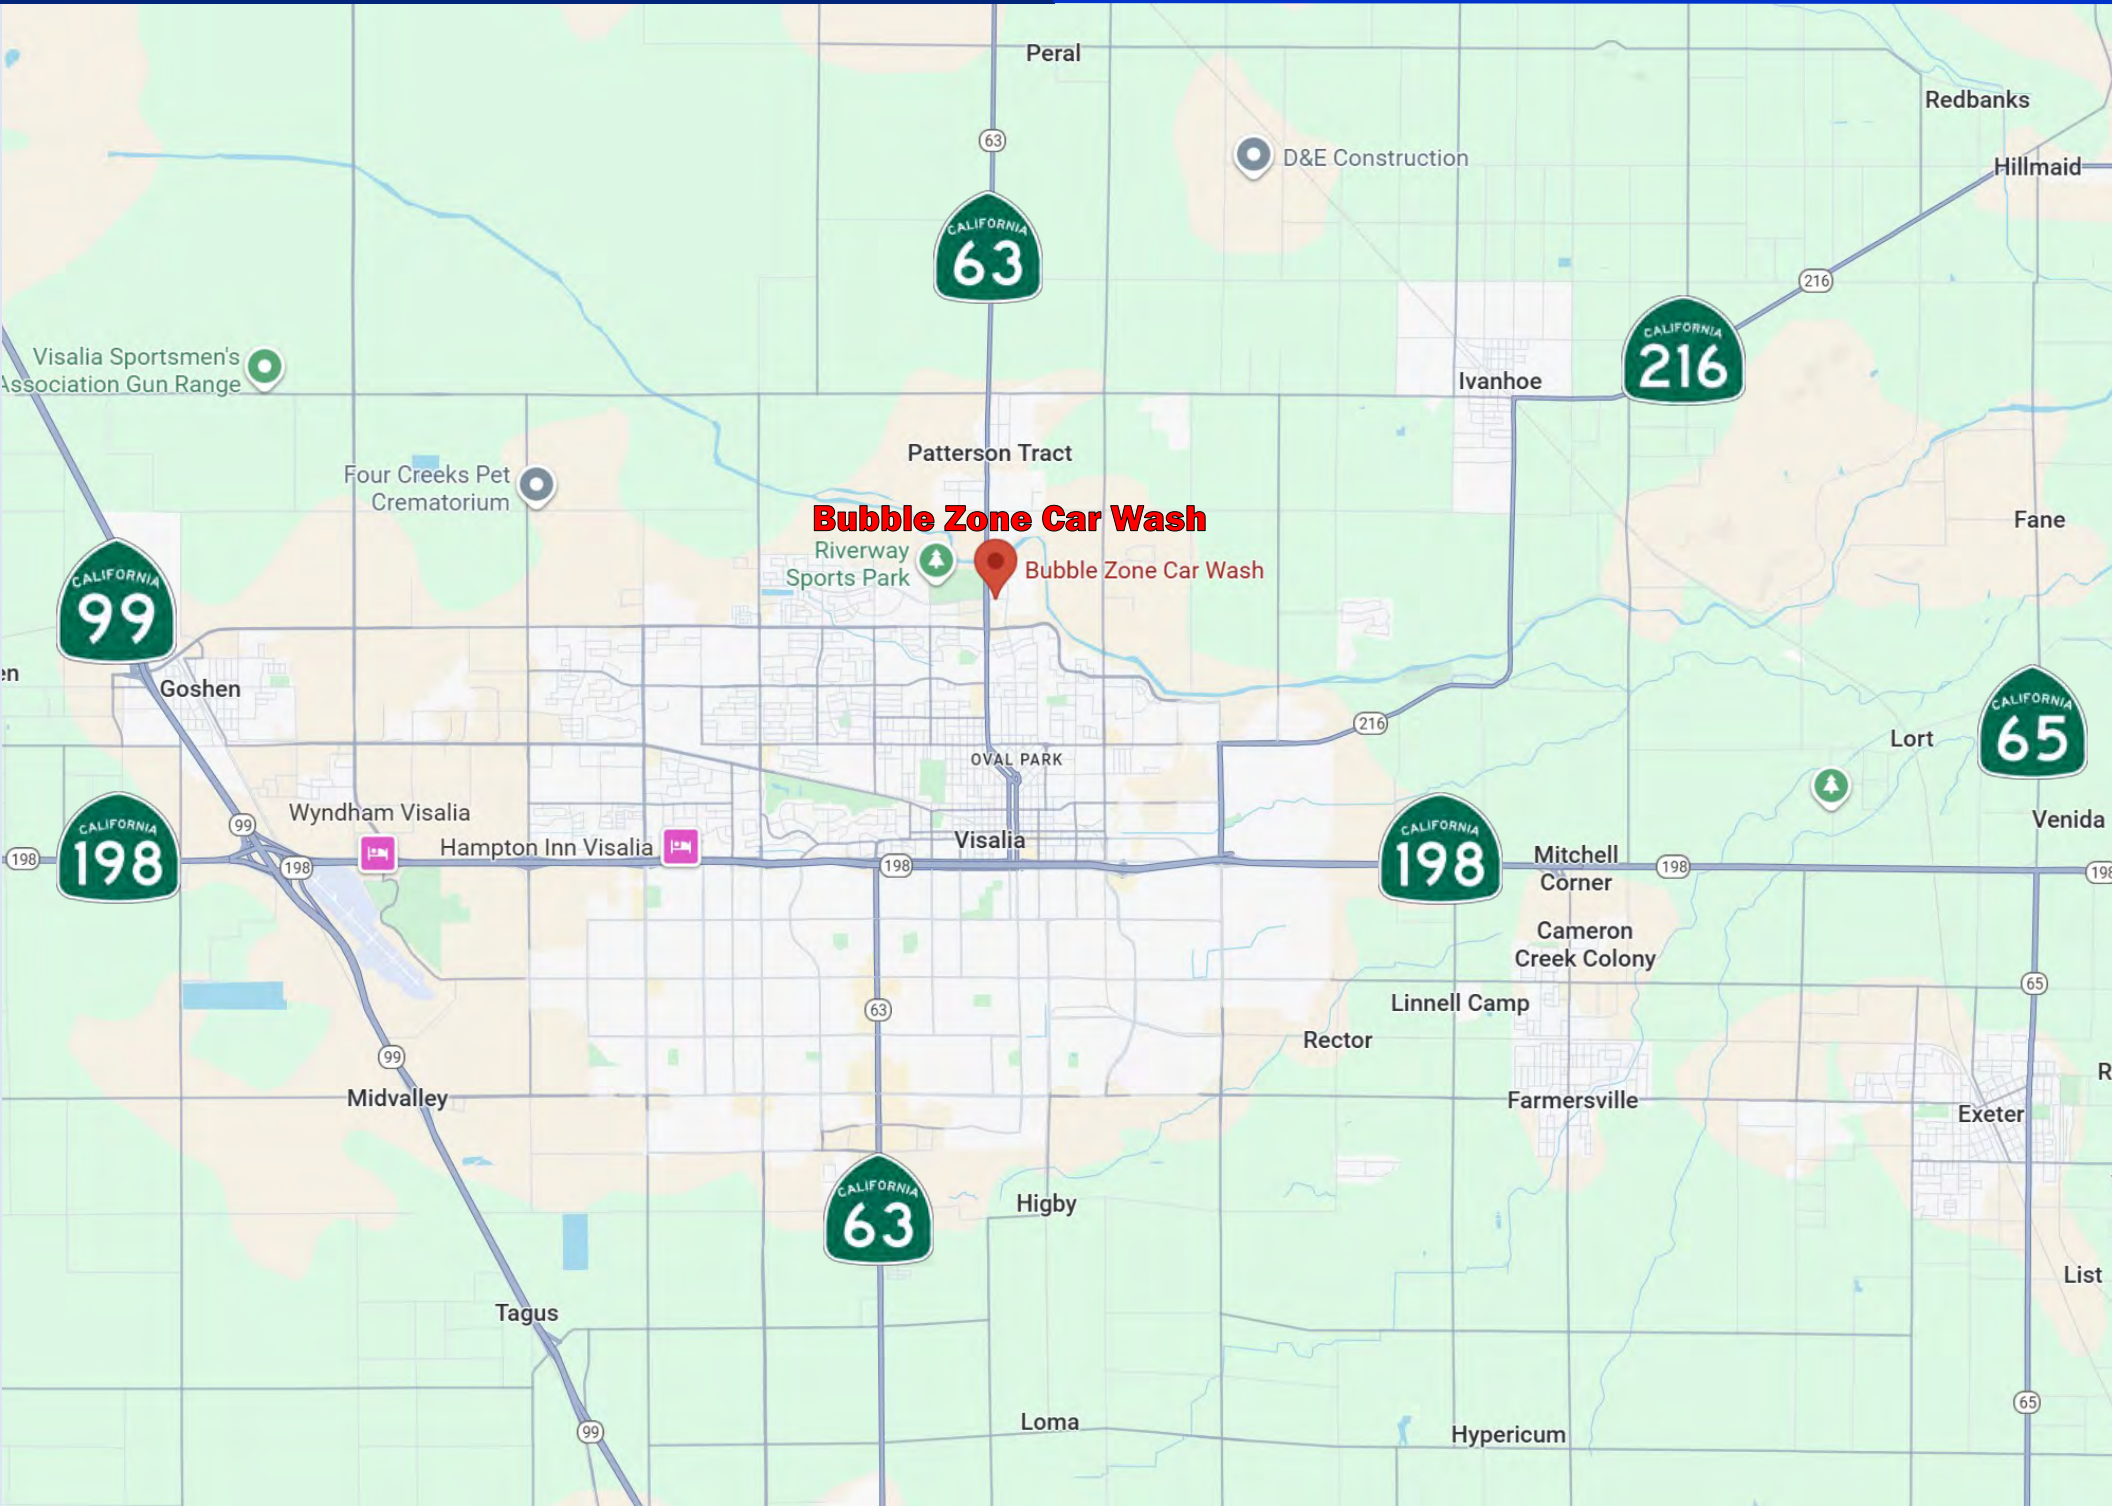 Peral
Redbanks
63
D&E Construction
Hillmaid
CALIFORNIA
63
216
CALIFORNIA
216
Visalia Sportsmen's
Association Gun Range
Ivanhoe
Patterson Tract
Four Creeks Pet
Crematorium
Bubble Zone Car Wash
Fane
Riverway
Sports Park
Bubble Zone Car Wash
CALIFORNIA
99
en
Goshen
216
CALIFORNIA
65
Lort
OVAL PARK
Wyndham Visalia
99
Venida
CALIFORNIA
198
Hampton Inn Visalia
Visalia
CALIFORNIA
198
Mitchell
Corner
198
198
198
198
198
Cameron
Creek Colony
65
Linnell Camp
63
Rector
99
R
Midvalley
Farmersville
Exeter
CALIFORNIA
63
Higby
List
Tagus
65
Loma
99
Hypericum